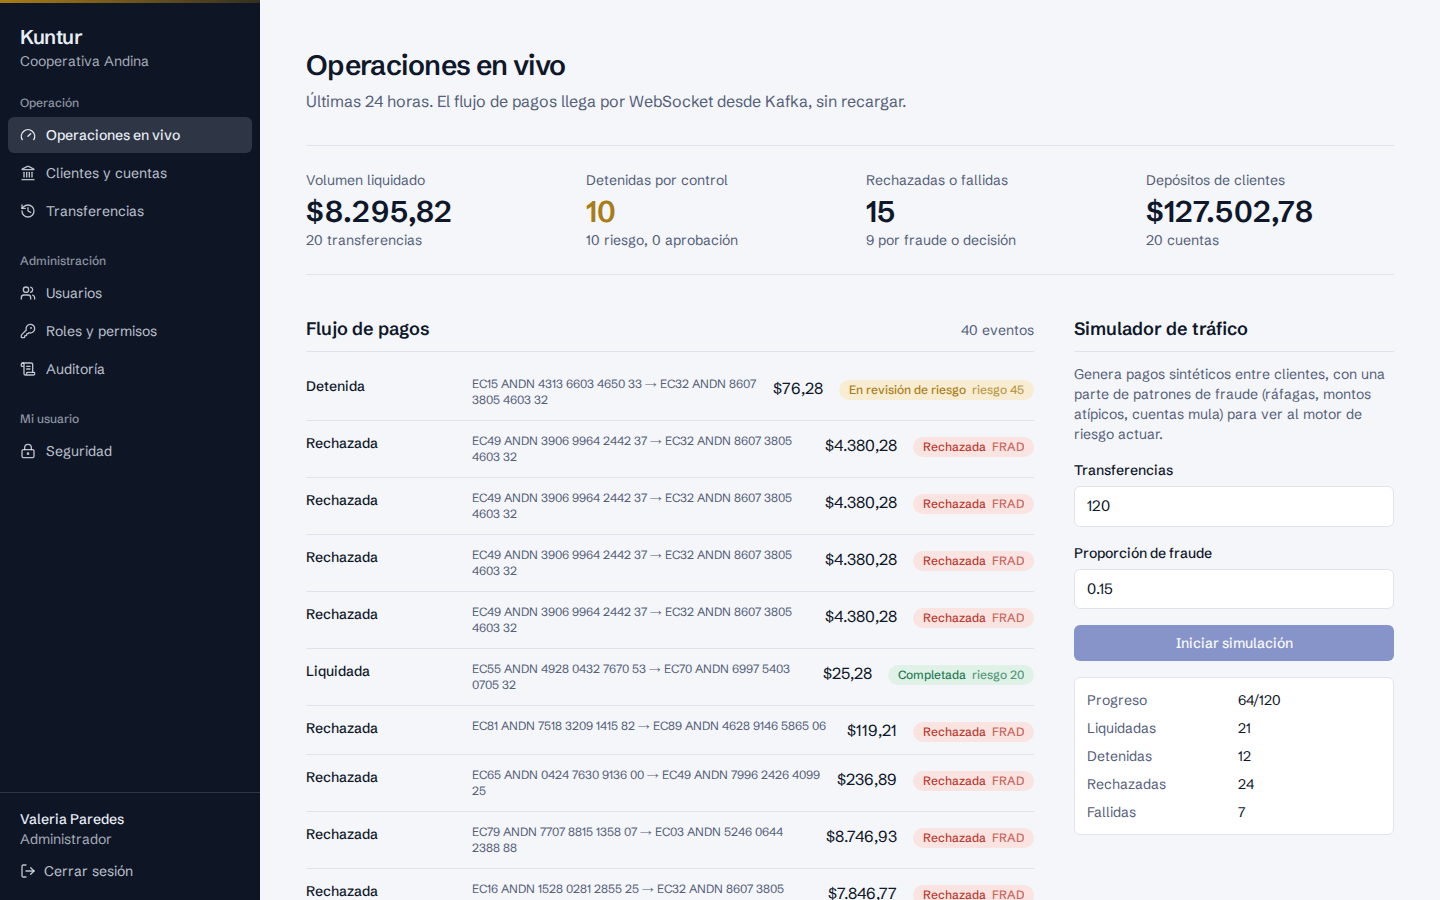 Kuntur
Cooperativa Andina
Operación
Operaciones en vivo
Clientes y cuentas
Transferencias
Administración
Usuarios
Roles y permisos
Auditoría
Mi usuario
Seguridad
Valeria Paredes
Administrador
Cerrar sesión
Operaciones en vivo
Últimas 24 horas. El flujo de pagos llega por WebSocket desde Kafka, sin recargar.
Volumen liquidado
$8.295,82
20 transferencias
Detenidas por control
10
10 riesgo, 0 aprobación
Rechazadas o fallidas
15
9 por fraude o decisión
Depósitos de clientes
$127.502,78
20 cuentas
Flujo de pagos
40 eventos
Detenida
EC15 ANDN 4313 6603 4650 33 → EC32 ANDN 8607
3805 4603 32
$76,28
En revisión de riesgo riesgo 45
Rechazada
EC49 ANDN 3906 9964 2442 37 → EC32 ANDN 8607 3805
4603 32
$4.380,28
Rechazada FRAD
Rechazada
EC49 ANDN 3906 9964 2442 37 → EC32 ANDN 8607 3805
4603 32
$4.380,28
Rechazada FRAD
Rechazada
EC49 ANDN 3906 9964 2442 37 → EC32 ANDN 8607 3805
4603 32
$4.380,28
Rechazada FRAD
Rechazada
EC49 ANDN 3906 9964 2442 37 → EC32 ANDN 8607 3805
4603 32
$4.380,28
Rechazada FRAD
Liquidada
EC55 ANDN 4928 0432 7670 53 → EC70 ANDN 6997 5403
0705 32
$25,28
Completada riesgo 20
Rechazada
EC81 ANDN 7518 3209 1415 82 → EC89 ANDN 4628 9146 5865 06
$119,21
Rechazada FRAD
Rechazada
EC65 ANDN 0424 7630 9136 00 → EC49 ANDN 7996 2426 4099
25
$236,89
Rechazada FRAD
Rechazada
EC79 ANDN 7707 8815 1358 07 → EC03 ANDN 5246 0644
2388 88
$8.746,93
Rechazada FRAD
Rechazada
EC16 ANDN 1528 0281 2855 25 → EC32 ANDN 8607 3805
$7.846,77
Rechazada FRAD
Simulador de tráfico
Genera pagos sintéticos entre clientes, con una
parte de patrones de fraude (ráfagas, montos
atípicos, cuentas mula) para ver al motor de
riesgo actuar.
Transferencias
120
Proporción de fraude
0.15
Iniciar simulación
Progreso 64/120
Liquidadas 21
Detenidas 12
Rechazadas 24
Fallidas 7